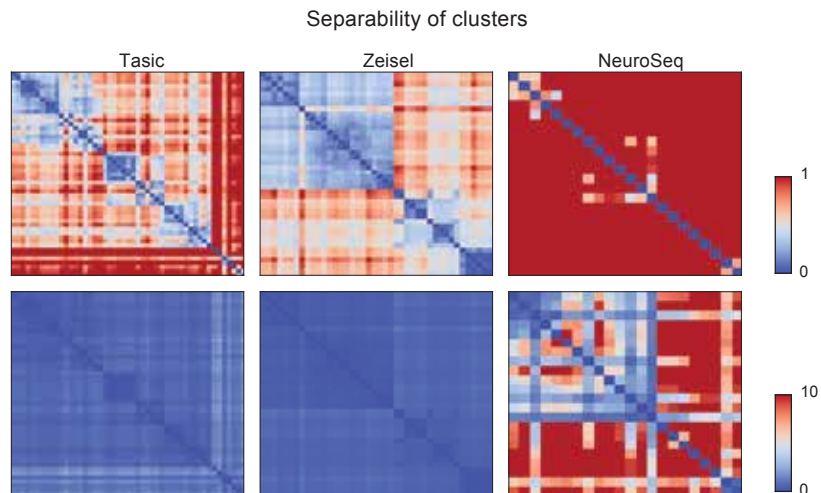 Separability of clusters
Tasic
Zeisel
NeuroSeq
1
0
10
0